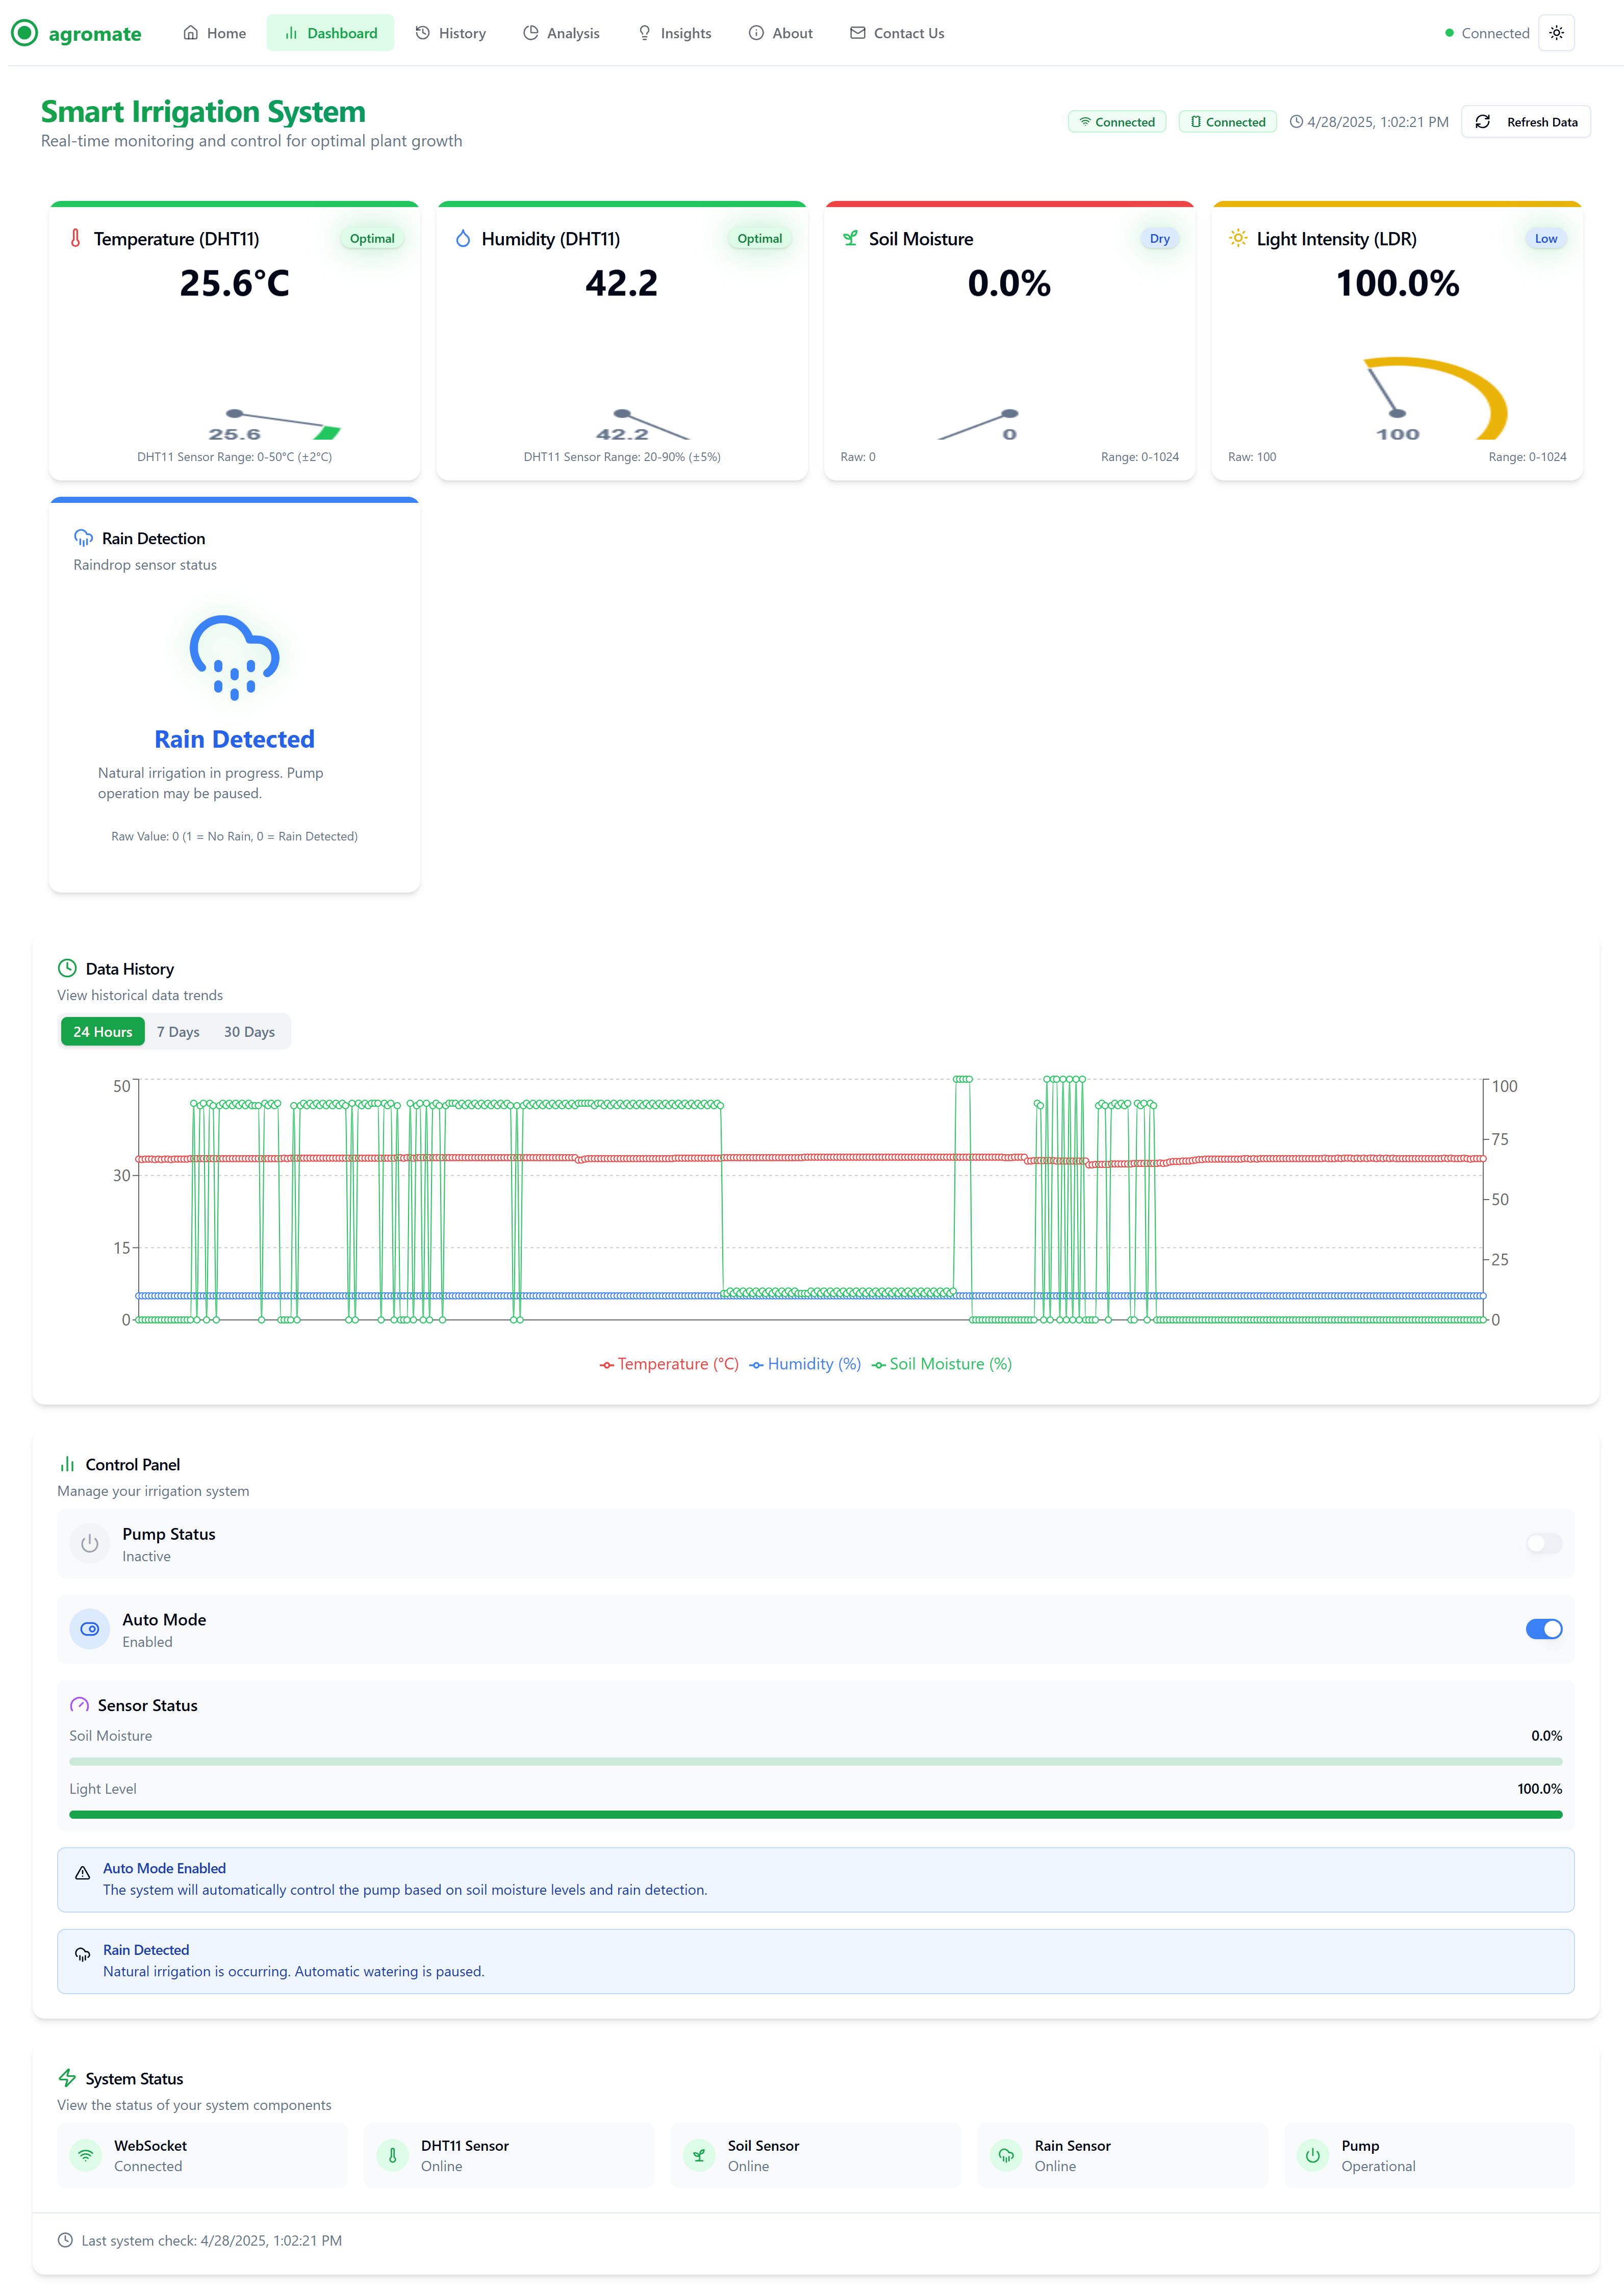 agromate
Home
Dashboard
History
Analysis
Insights
About
Contact Us
Connected
Smart Irrigation System
Real-time monitoring and control for optimal plant growth
Connected
Connected
4/28/2025, 1:02:21 PM
Refresh Data
Temperature (DHT11)
Optimal
25.6°C
25.6
DHT11 Sensor Range: 0-50°C (±2°C)
Humidity (DHT11)
Optimal
42.2
42.2
DHT11 Sensor Range: 20-90% (±5%)
Soil Moisture
Dry
0.0%
0
Raw: 0
Range: 0-1024
Light Intensity (LDR)
Low
100.0%
100
Raw: 100
Range: 0-1024
Rain Detection
Raindrop sensor status
Rain Detected
Natural irrigation in progress. Pump
operation may be paused.
Raw Value: 0 (1 = No Rain, 0 = Rain Detected)
Data History
View historical data trends
24 Hours
7 Days
30 Days
50
30
15
0
100
75
50
25
0
Temperature (°C)
Humidity (%)
Soil Moisture (%)
Control Panel
Manage your irrigation system
Pump Status
Inactive
Auto Mode
Enabled
Sensor Status
Soil Moisture
0.0%
Light Level
100.0%
Auto Mode Enabled
The system will automatically control the pump based on soil moisture levels and rain detection.
Rain Detected
Natural irrigation is occurring. Automatic watering is paused.
System Status
View the status of your system components
WebSocket
Connected
DHT11 Sensor
Online
Soil Sensor
Online
Rain Sensor
Online
Pump
Operational
Last system check: 4/28/2025, 1:02:21 PM